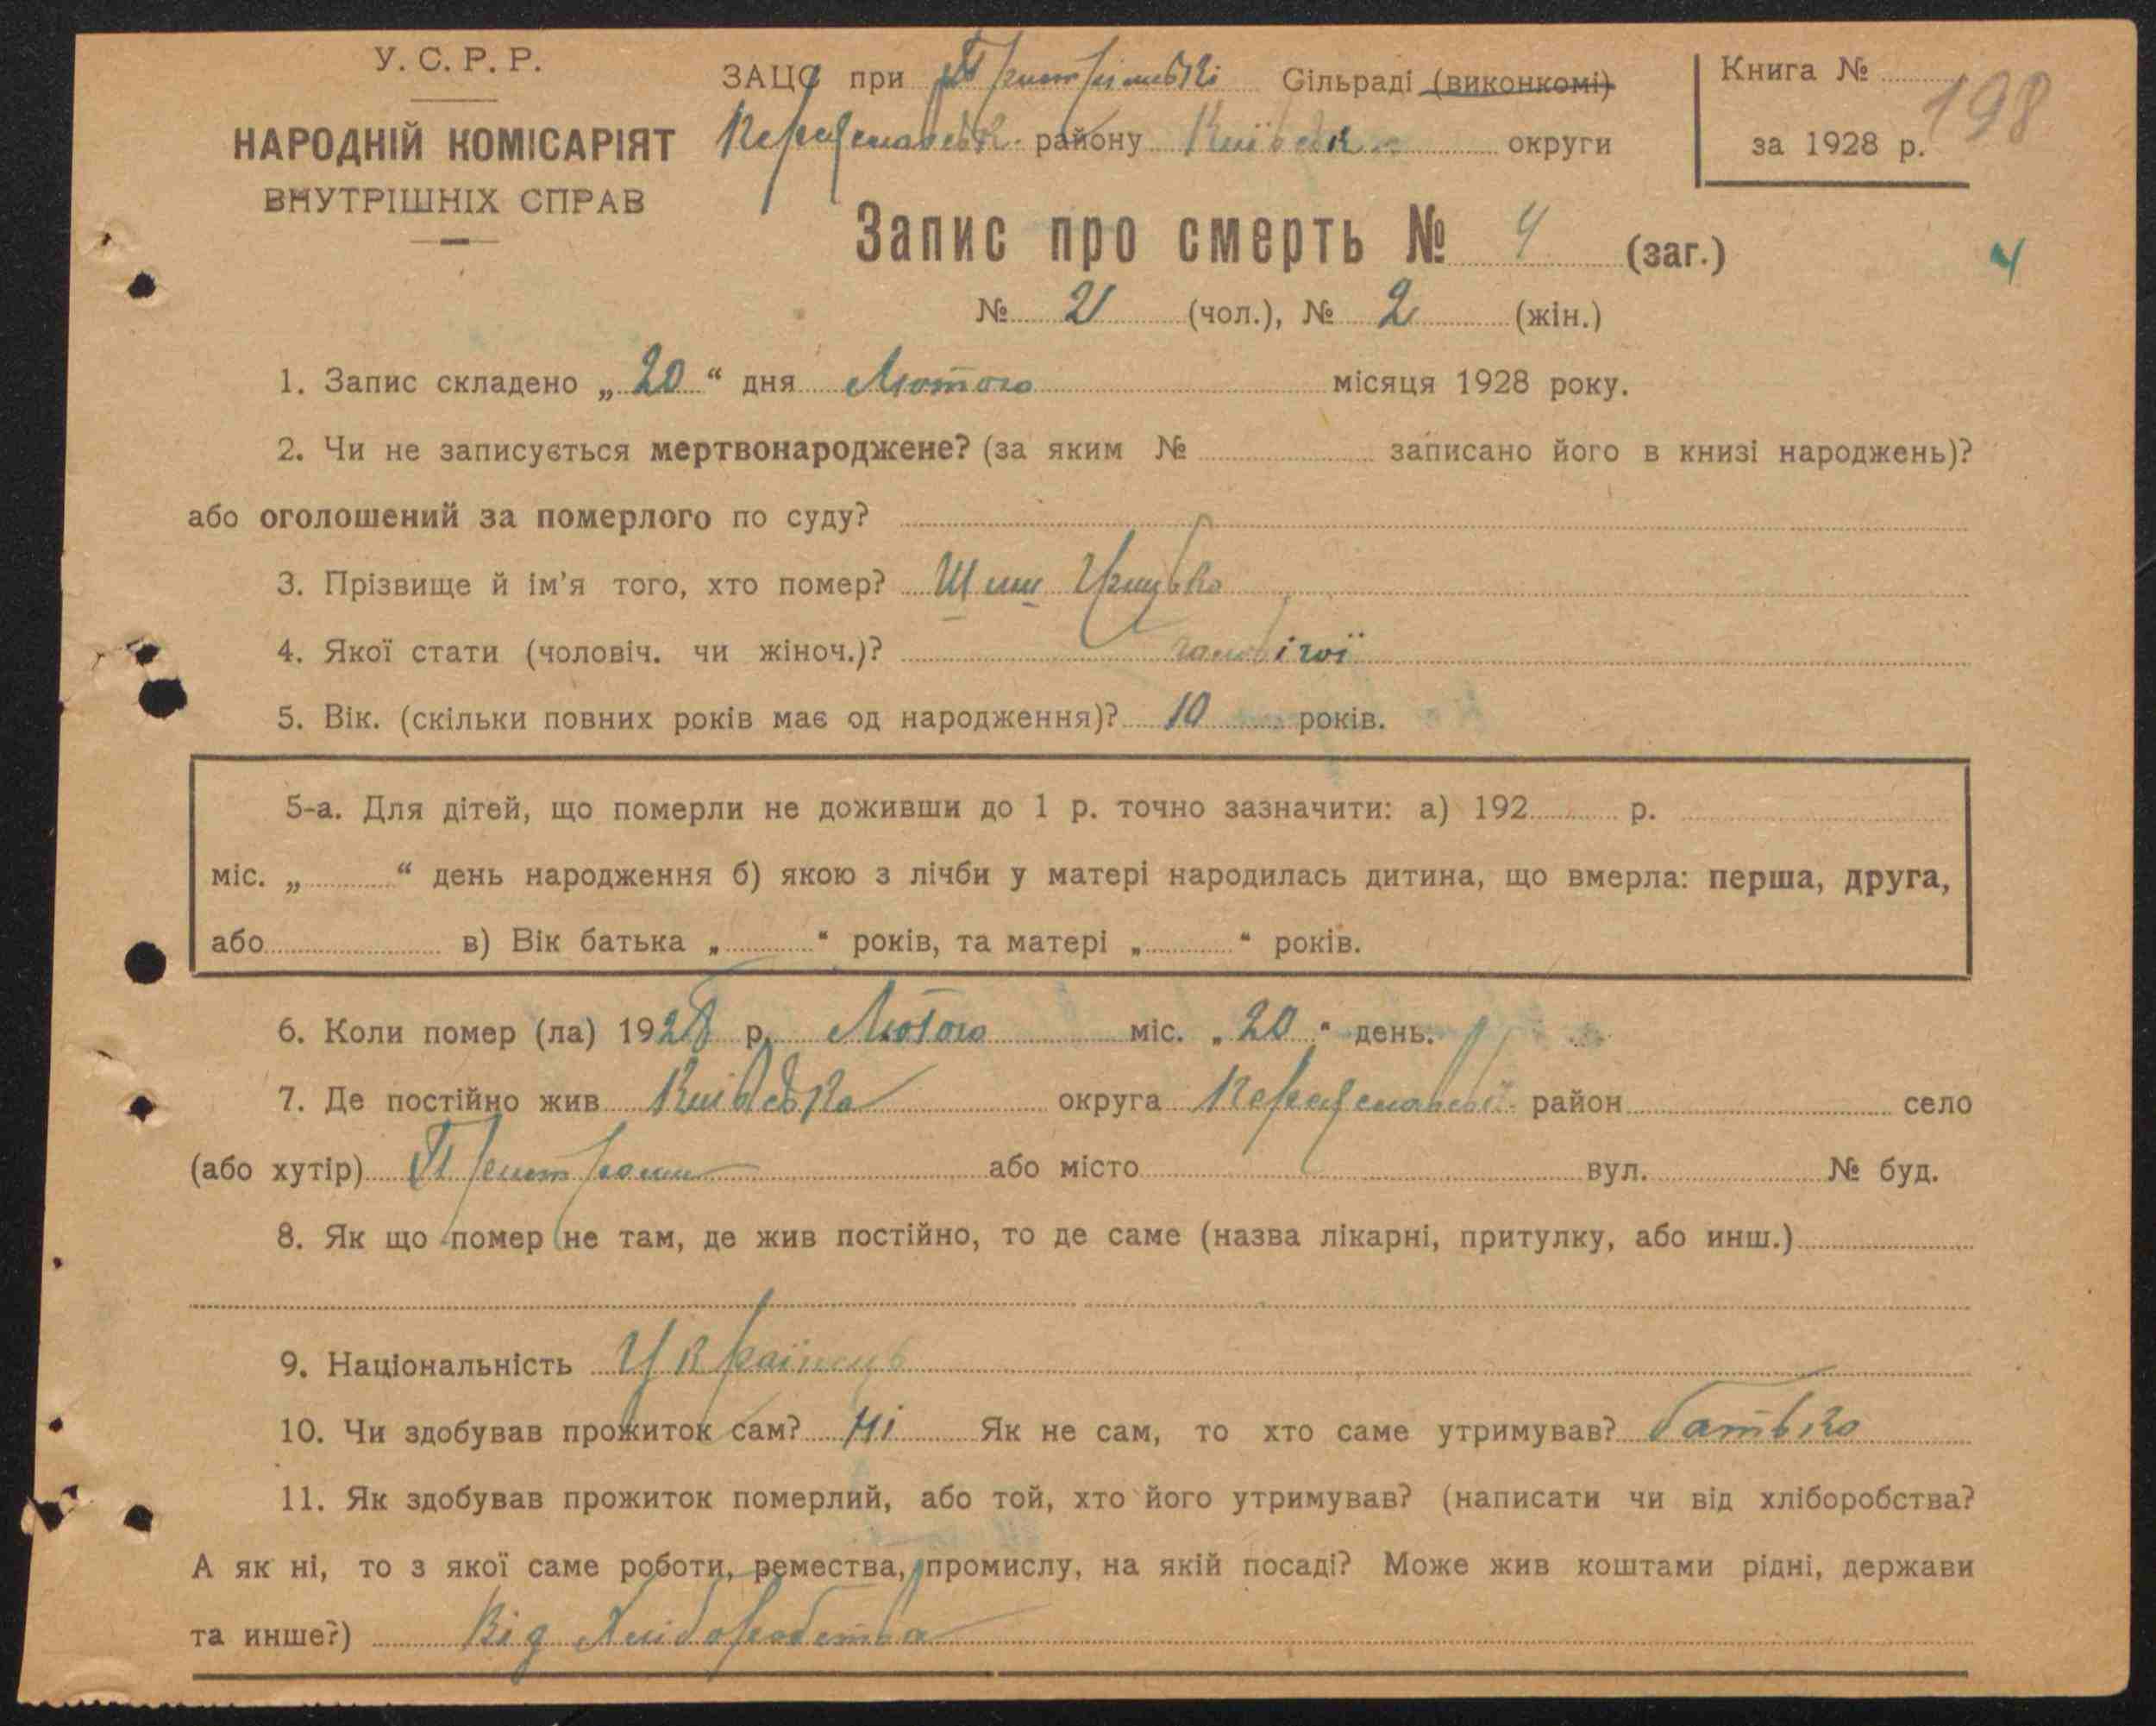 У.С.Р.Р.
НАРОДНІЙ КОМІСАРІЯТ
ВНУТРІШНІХ СПРАВ
ЗАЦС при Пристромській Сільраді (виконкомі)
Переяславськ. району Київськ округи
Книга № 198
за 1928 р.
Запис про смерть № 4 (заг.)
4
№ 2 (чол.), № 2 (жін.)
1. Запис складено „ 20 “ дня Лютого місяця 1928 року.
2. Чи не записується мертвонароджене? (за яким № записано його в книзі народжень)?
або оголошений за померлого по суду?
3. Прізвище й ім'я того, хто помер? Грицько
4. Якої стати (чоловіч. чи жіноч.)? чоловічої
5. Вік. (скільки повних років має од народження)? 10 років.
5-а. Для дітей, що померли не доживши до 1 р. точно зазначити: а) 192 р.
міс. „ “ день народження б) якою з лічби у матері народилась дитина, що вмерла: перша, друга,
або в) Вік батька „ “ років, та матері „ “ років.
6. Коли помер (ла) 1928 р. Лютого міс. „ 20 “ день.
7. Де постійно жив Київська округа Переяславськ. район село
(або хутір) Пристроми або місто вул. № буд.
8. Як що помер не там, де жив постійно, то де саме (назва лікарні, притулку, або инш.)
9. Національність Українець
10. Чи здобував прожиток сам? Ні Як не сам, то хто саме утримував? батько
11. Як здобував прожиток померлий, або той, хто його утримував? (написати чи від хліборобства?
А як ні, то з якої саме роботи, ремества, промислу, на якій посаді? Може жив коштами рідні, держави
та инше?) Від Хліборобства